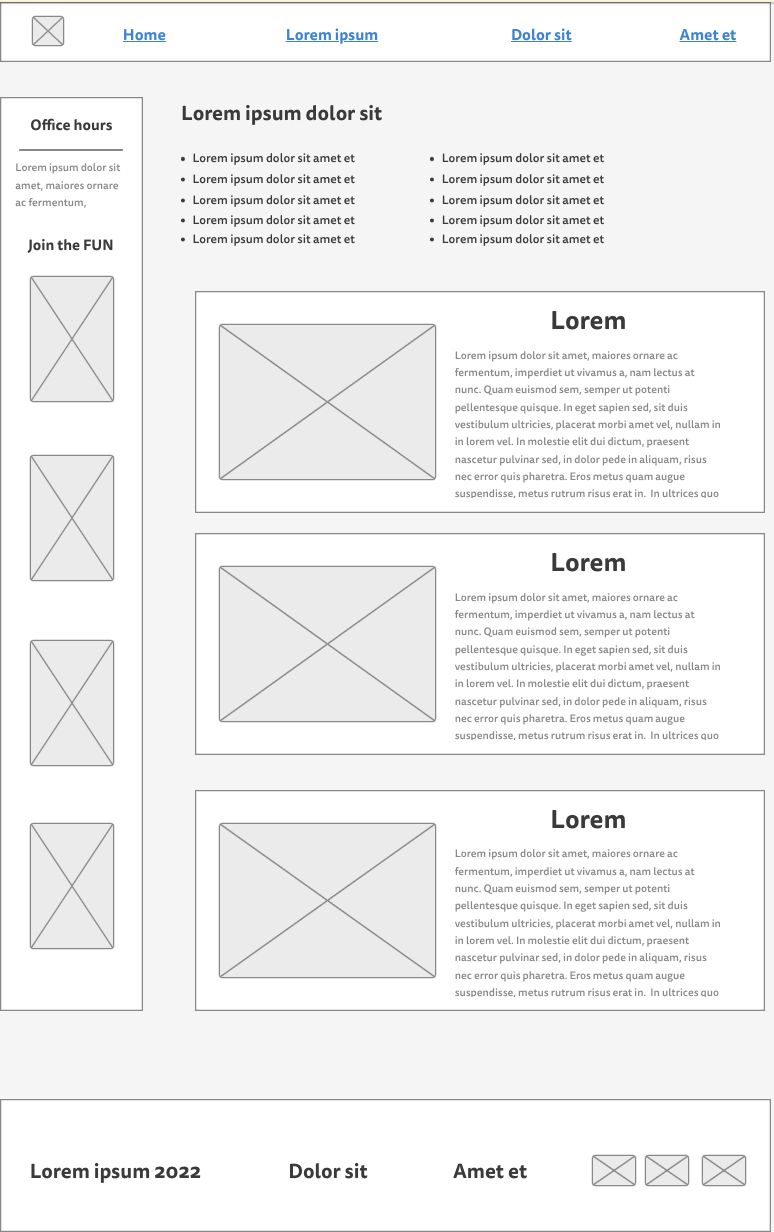 Home Lorem ipsum Dolor sit Amet et
Office hours
Lorem ipsum dolor sit
amet, maiores ornare
ac fermentum,
Join the FUN
Lorem ipsum dolor sit
Lorem ipsum dolor sit amet et
Lorem ipsum dolor sit amet et
Lorem ipsum dolor sit amet et
Lorem ipsum dolor sit amet et
Lorem ipsum dolor sit amet et
Lorem ipsum dolor sit amet et
Lorem ipsum dolor sit amet et
Lorem ipsum dolor sit amet et
Lorem ipsum dolor sit amet et
Lorem ipsum dolor sit amet et
Lorem
Lorem ipsum dolor sit amet, maiores ornare ac
fermentum, imperdiet ut vivamus a, nam lectus at
nunc. Quam euismod sem, semper ut potenti
pellentesque quisque. In eget sapien sed, sit duis
vestibulum ultricies, placerat morbi amet vel, nullam in
in lorem vel. In molestie elit dui dictum, praesent
nascetur pulvinar sed, in dolor pede in aliquam, risus
nec error quis pharetra. Eros metus quam augue
suspendisse, metus rutrum risus erat in. In ultrices quo
Lorem
Lorem ipsum dolor sit amet, maiores ornare ac
fermentum, imperdiet ut vivamus a, nam lectus at
nunc. Quam euismod sem, semper ut potenti
pellentesque quisque. In eget sapien sed, sit duis
vestibulum ultricies, placerat morbi amet vel, nullam in
in lorem vel. In molestie elit dui dictum, praesent
nascetur pulvinar sed, in dolor pede in aliquam, risus
nec error quis pharetra. Eros metus quam augue
suspendisse, metus rutrum risus erat in. In ultrices quo
Lorem
Lorem ipsum dolor sit amet, maiores ornare ac
fermentum, imperdiet ut vivamus a, nam lectus at
nunc. Quam euismod sem, semper ut potenti
pellentesque quisque. In eget sapien sed, sit duis
vestibulum ultricies, placerat morbi amet vel, nullam in
in lorem vel. In molestie elit dui dictum, praesent
nascetur pulvinar sed, in dolor pede in aliquam, risus
nec error quis pharetra. Eros metus quam augue
suspendisse, metus rutrum risus erat in. In ultrices quo
Lorem ipsum 2022 Dolor sit Amet et